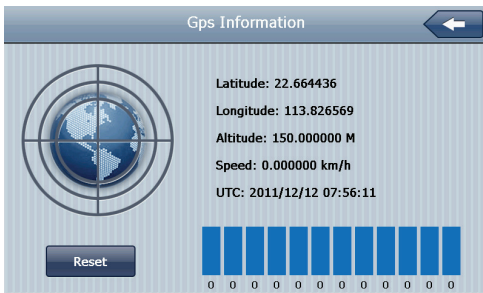 Gps Information
Latitude: 22.664436
Longitude: 113.826569
Altitude: 150.000000 M
Speed: 0.000000 km/h
UTC: 2011/12/12 07:56:11
Reset
0 0 0 0 0 0 0 0 0 0 0 0